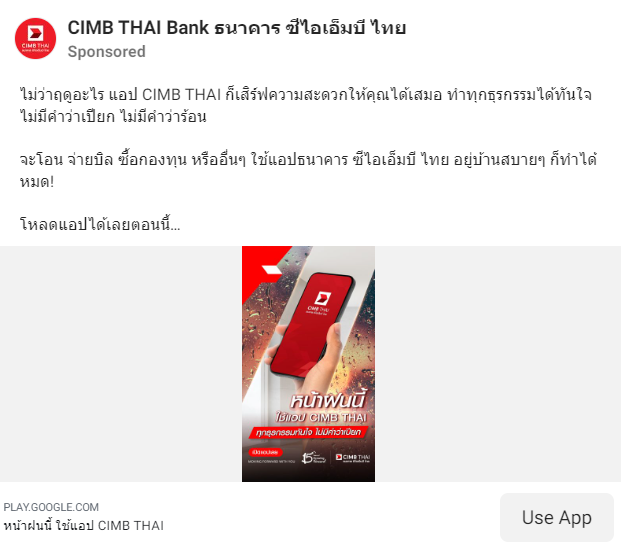 CIMB THAI Bank ธนาคาร ซีไอเอ็มบี ไทย
Sponsored
CIMB THAI
ไม่ว่าฤดูอะไร แอป CIMB THAI ก็เสิร์ฟความสะดวกให้คุณได้เสมอ ทำทุกธุรกรรมได้ทันใจ
ไม่มีคำว่าเปียก ไม่มีคำว่าร้อน
จะโอน จ่ายบิล ซื้อกองทุน หรืออื่นๆ ใช้แอปธนาคาร ซีไอเอ็มบี ไทย อยู่บ้านสบายๆ ก็ทำได้
หมด!
โหลดแอปได้เลยตอนนี้...
CIMB THAI
หน้าฝนนี้
ใช้แอป CIMB THAI
ทุกธุรกรรมทันใจ ไม่มีคำว่าเปียก
CIMB THAI
PLAY.GOOGLE.COM
หน้าฝนนี้ ใช้แอป CIMB THAI
Use App